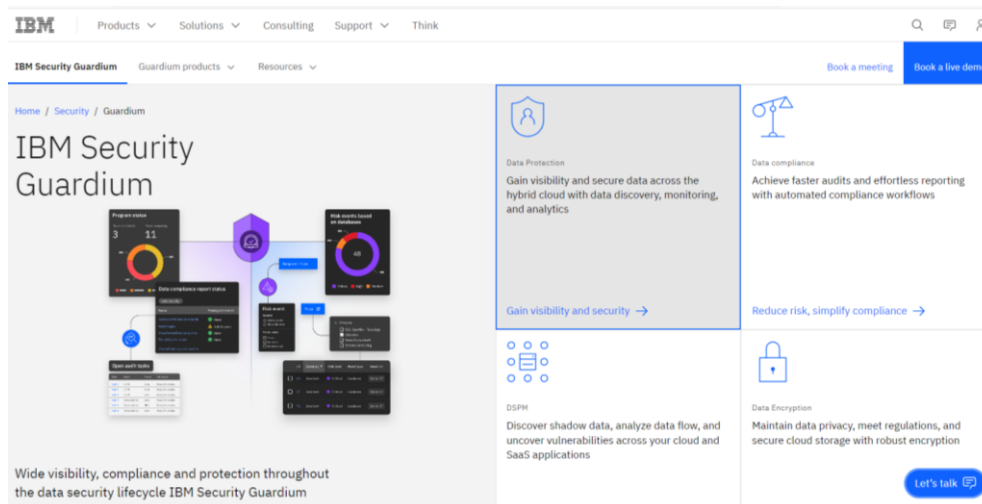 IBM
Products
Solutions
Consulting
Support
Think
IBM Security Guardium
Guardium products
Resources
Book a meeting
Book a live demo
Home / Security / Guardium
IBM Security
Guardium
Program status
3
11
Risk events based
on databases
48
Data compliance report status
Risk event
Open audit tasks
Wide visibility, compliance and protection throughout
the data security lifecycle IBM Security Guardium
Data Protection
Gain visibility and secure data across the
hybrid cloud with data discovery, monitoring,
and analytics
Gain visibility and security →
Data compliance
Achieve faster audits and effortless reporting
with automated compliance workflows
Reduce risk, simplify compliance →
DSPM
Discover shadow data, analyze data flow, and
uncover vulnerabilities across your cloud and
SaaS applications
Data Encryption
Maintain data privacy, meet regulations, and
secure cloud storage with robust encryption
Let's talk